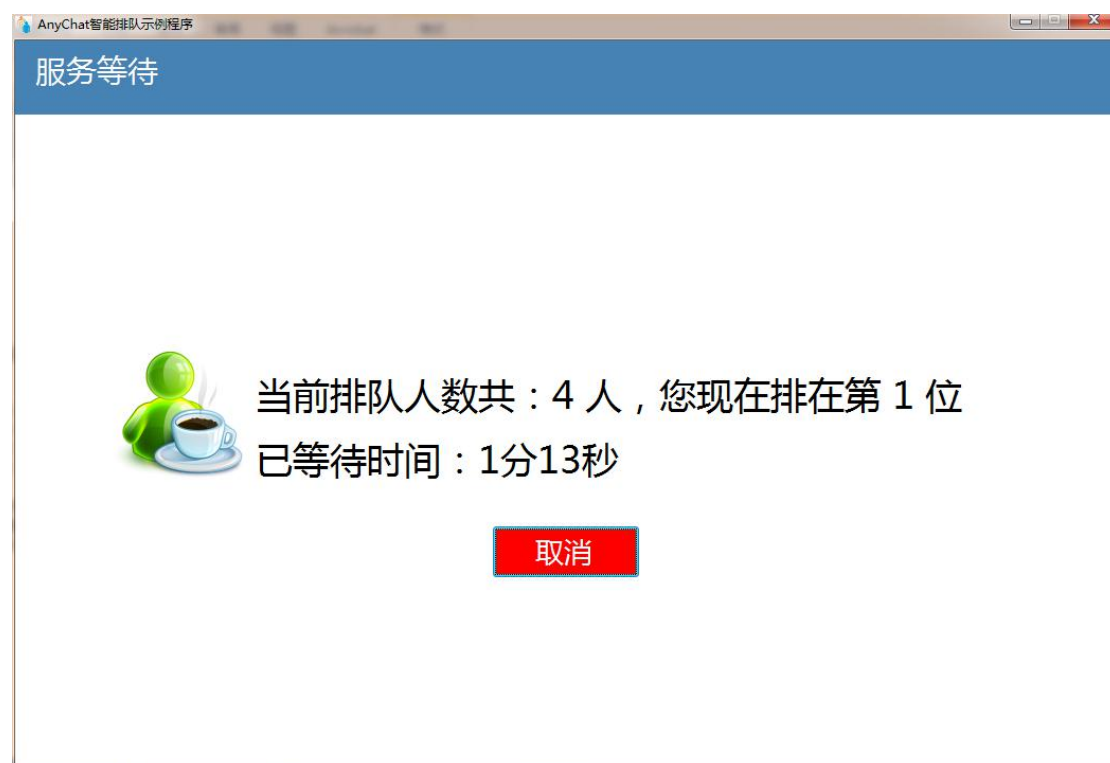 AnyChat智能排队示例程序
服务等待
当前排队人数共：4 人，您现在排在第 1 位
已等待时间：1分13秒
取消